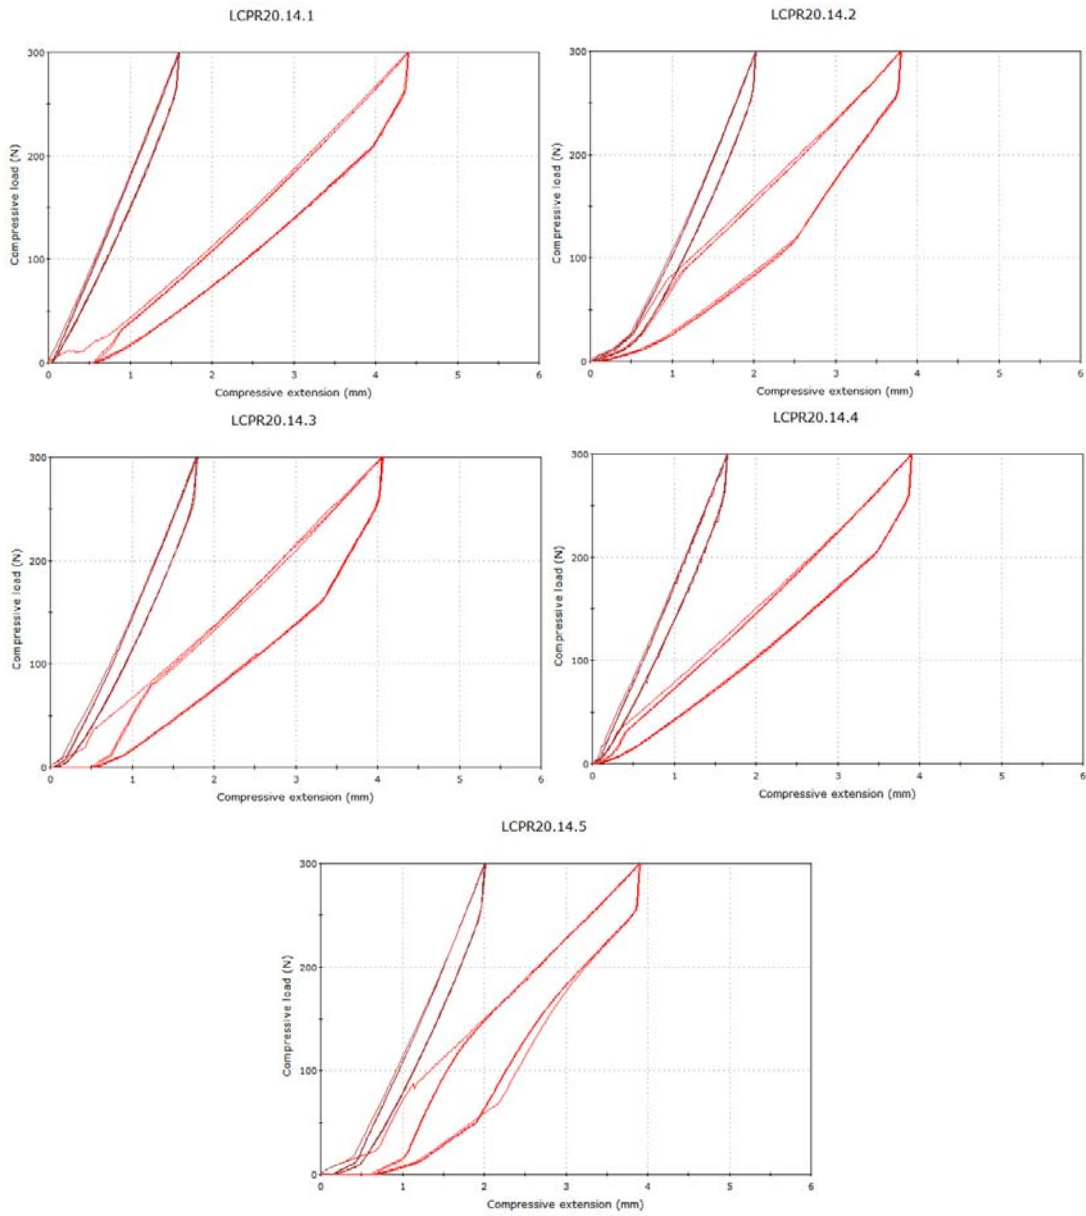 LCPR20.14.1
Compressive load (N)
300
200
100
0
0 1 2 3 4 5 6
Compressive extension (mm)
LCPR20.14.2
Compressive load (N)
300
200
100
0
0 1 2 3 4 5 6
Compressive extension (mm)
LCPR20.14.3
Compressive load (N)
300
200
100
0
0 1 2 3 4 5 6
Compressive extension (mm)
LCPR20.14.4
Compressive load (N)
300
200
100
0
0 1 2 3 4 5 6
Compressive extension (mm)
LCPR20.14.5
Compressive load (N)
300
200
100
0
0 1 2 3 4 5 6
Compressive extension (mm)